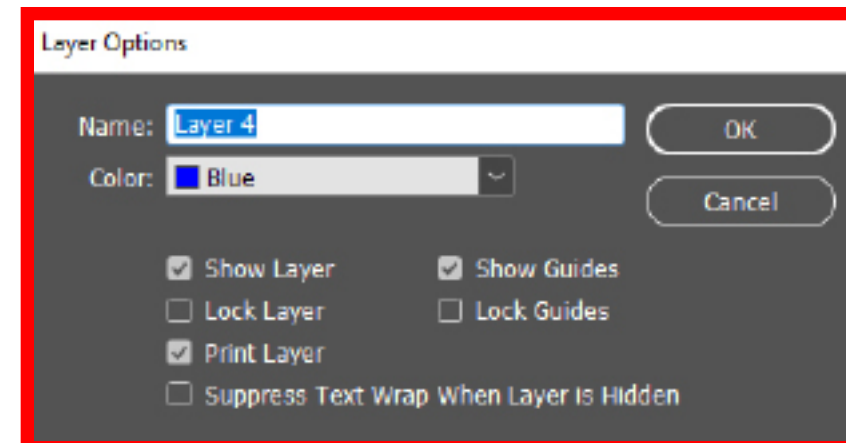 Layer Options
Name: Layer 4
OK
Color: Blue
Cancel
Show Layer Show Guides
Lock Layer Lock Guides
Print Layer
Suppress Text Wrap When Layer is Hidden